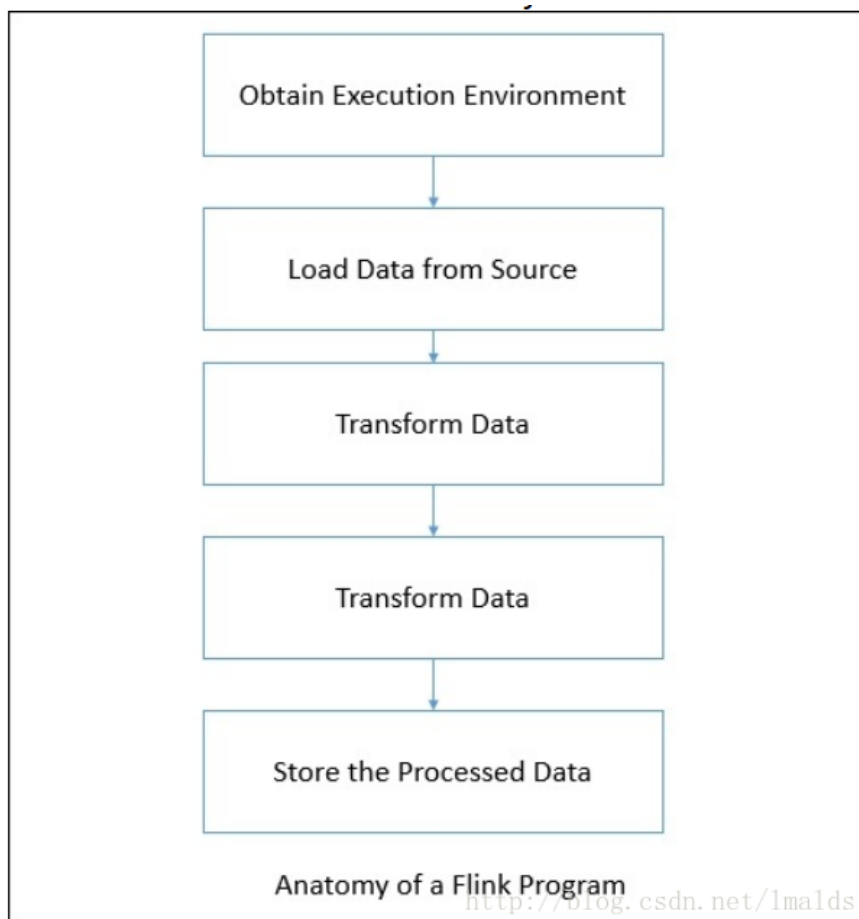 Obtain Execution Environment
Load Data from Source
Transform Data
Transform Data
Store the Processed Data
Anatomy of a Flink Program
http://blog.csdn.net/lmalds